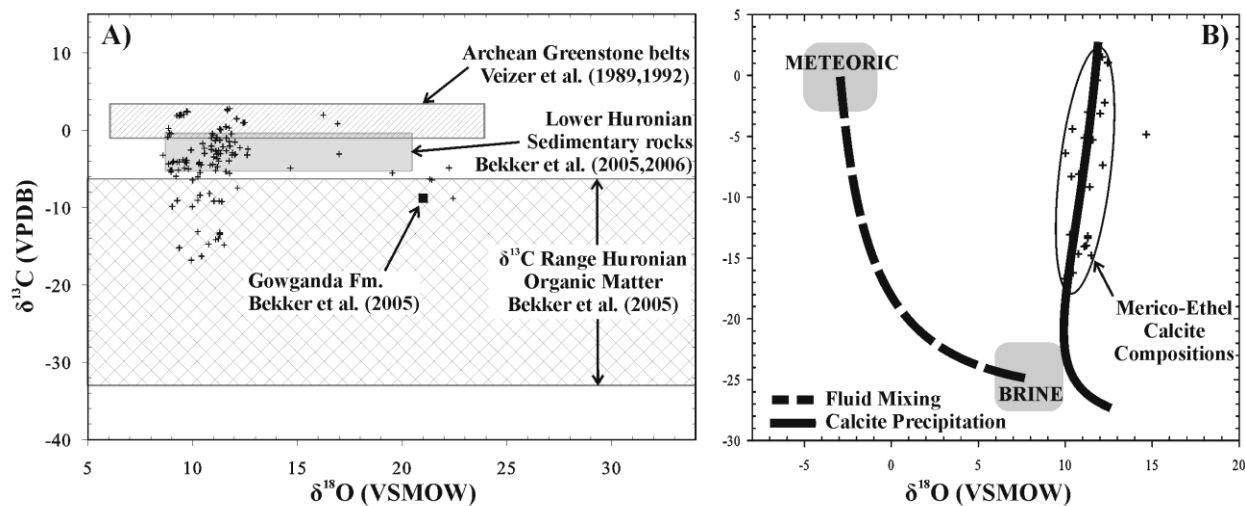 A)
Archean Greenstone belts
Veizer et al. (1989,1992)
Lower Huronian
Sedimentary rocks
Bekker et al. (2005,2006)
Gowganda Fm.
Bekker et al. (2005)
δ¹³C Range Huronian
Organic Matter
Bekker et al. (2005)
δ¹³C (VPDB)
10
0
-10
-20
-30
-40
5
10
15
20
25
30
δ¹⁸O (VSMOW)
B)
METEORIC
BRINE
Merico-Ethel
Calcite
Compositions
Fluid Mixing
Calcite Precipitation
5
0
-5
-10
-15
-20
-25
-30
-5
0
5
10
15
20
δ¹⁸O (VSMOW)